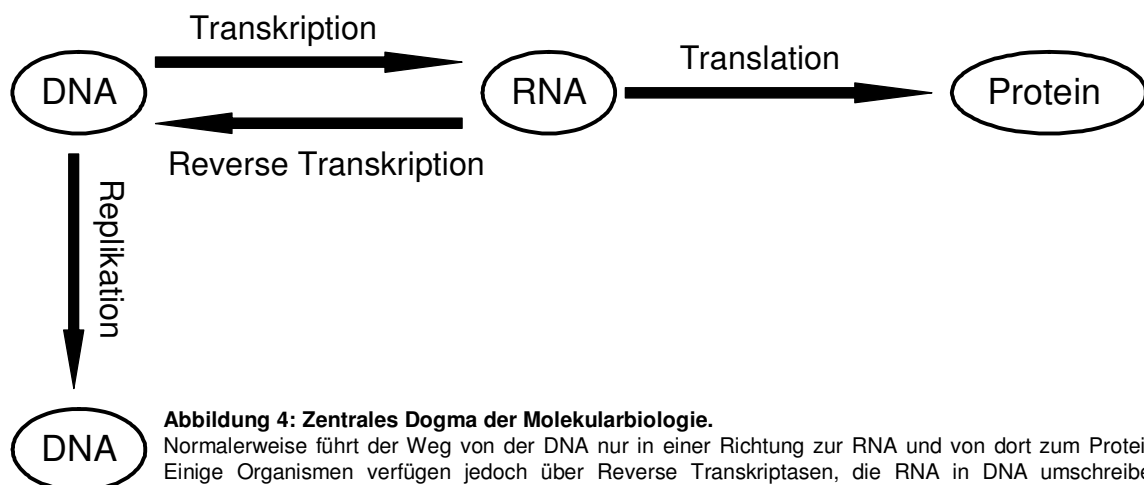 Transkription
DNA RNA Translation Protein
Reverse Transkription
Replikation
DNA
Abbildung 4: Zentrales Dogma der Molekularbiologie.
Normalerweise führt der Weg von der DNA nur in einer Richtung zur RNA und von dort zum Protein
Einige Organismen verfügen jedoch über Reverse Transkriptasen, die RNA in DNA umschreibe